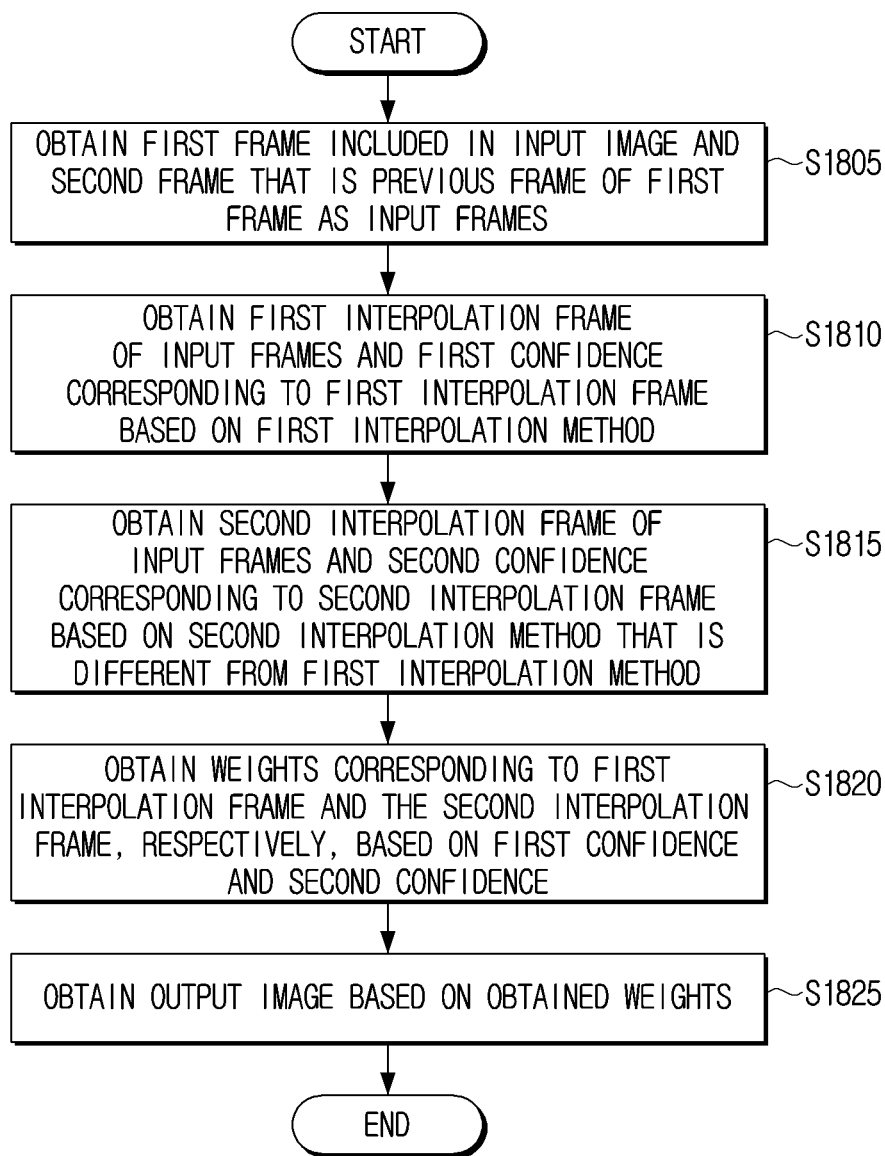 START
OBTAIN FIRST FRAME INCLUDED IN INPUT IMAGE AND
SECOND FRAME THAT IS PREVIOUS FRAME OF FIRST
FRAME AS INPUT FRAMES
S1805
OBTAIN FIRST INTERPOLATION FRAME
OF INPUT FRAMES AND FIRST CONFIDENCE
CORRESPONDING TO FIRST INTERPOLATION FRAME
BASED ON FIRST INTERPOLATION METHOD
S1810
OBTAIN SECOND INTERPOLATION FRAME OF
INPUT FRAMES AND SECOND CONFIDENCE
CORRESPONDING TO SECOND INTERPOLATION FRAME
BASED ON SECOND INTERPOLATION METHOD THAT IS
DIFFERENT FROM FIRST INTERPOLATION METHOD
S1815
OBTAIN WEIGHTS CORRESPONDING TO FIRST
INTERPOLATION FRAME AND THE SECOND INTERPOLATION
FRAME, RESPECTIVELY, BASED ON FIRST CONFIDENCE
AND SECOND CONFIDENCE
S1820
OBTAIN OUTPUT IMAGE BASED ON OBTAINED WEIGHTS
S1825
END